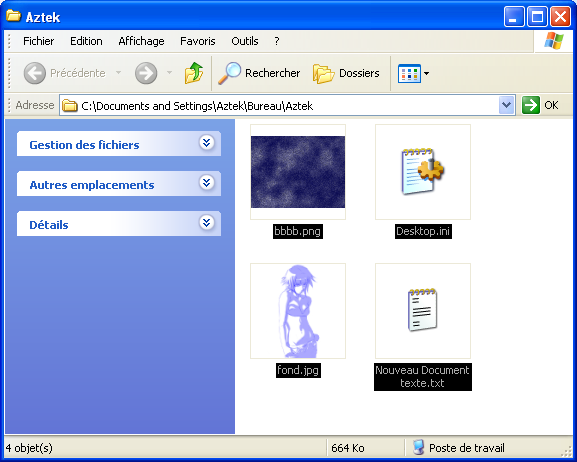 Aztek
Fichier Edition Affichage Favoris Outils ?
Précédente Rechercher Dossiers
Adresse C:\Documents and Settings\Aztek\Bureau\Aztek OK
Gestion des fichiers
Autres emplacements
Détails
bbbb.png Desktop.ini
fond.jpg Nouveau Document
texte.txt
4 objet(s) 664 Ko Poste de travail